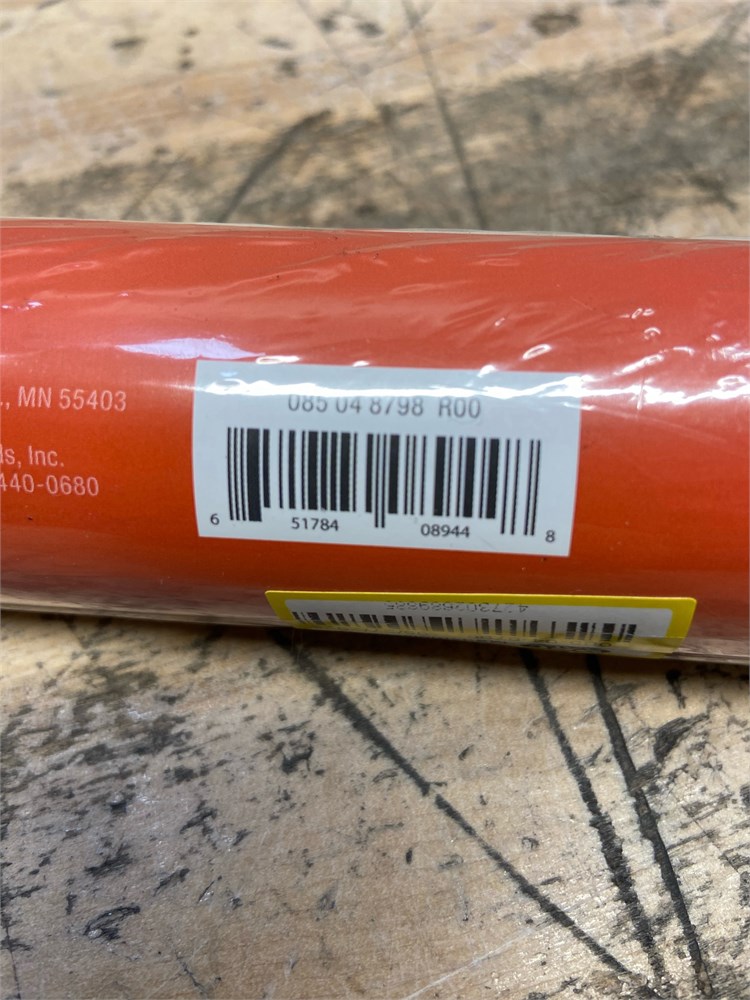 ., MN 55403
ds, Inc.
440-0680
085 04 8798 R00
6 51784 08944 8